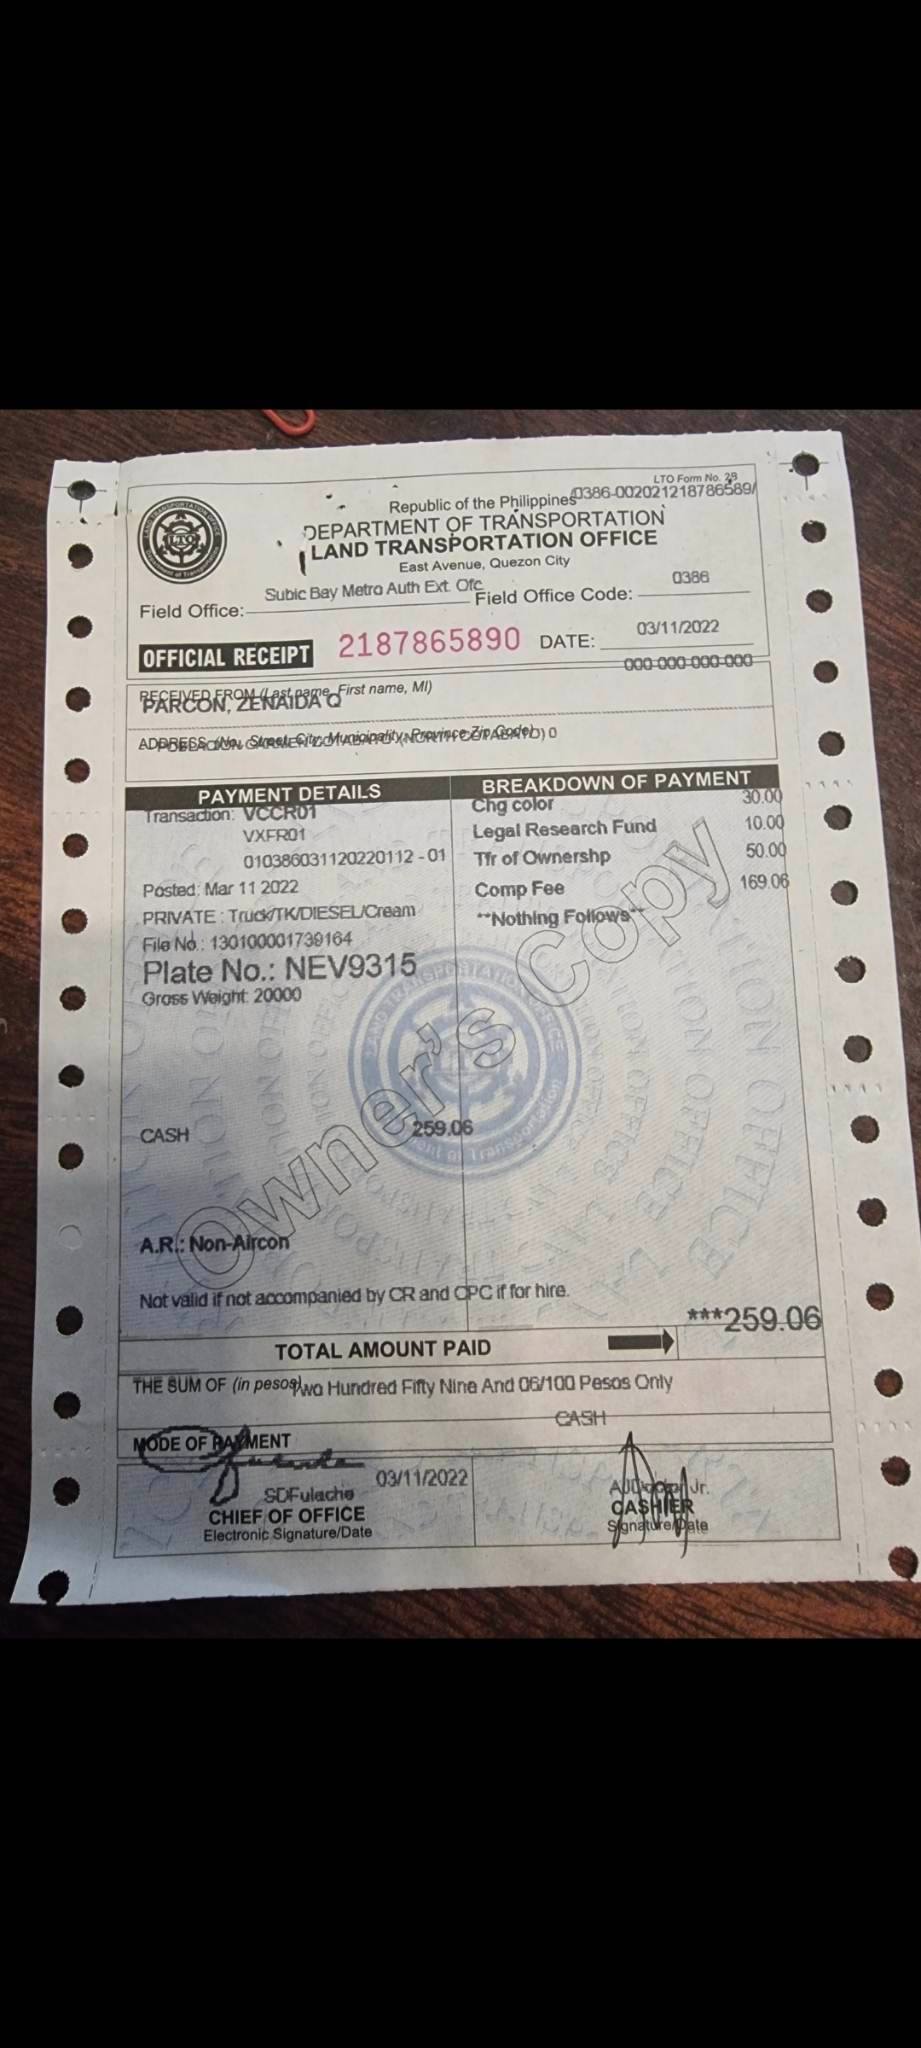 LTO Form No. 28
0386-002021218786589/
Republic of the Philippines
DEPARTMENT OF TRANSPORTATION
LAND TRANSPORTATION OFFICE
East Avenue, Quezon City
Field Office: Subic Bay Metro Auth Ext. Ofc Field Office Code: 0386
OFFICIAL RECEIPT 2187865890 DATE: 03/11/2022
000-000-000-000
RECEIVED FROM (Last name, First name, MI)
PARCON, ZENAIDA Q
ADDRESS (No., Street, City, Municipality, Province Zip Code)
CARMEN COTABATO (NORTH COTABATO) 0
PAYMENT DETAILS BREAKDOWN OF PAYMENT
Transaction: VCCR01 Chg color 30.00
VXFR01 Legal Research Fund 10.00
010386031120220112 - 01 Tfr of Ownershp 50.00
Posted: Mar 11 2022 Comp Fee 169.06
PRIVATE : Truck/TK/DIESEL/Cream **Nothing Follows**
File No.: 130100001739164
Plate No.: NEV9315
Gross Weight: 20000
Owner's Copy
CASH 259.06
A.R.: Non-Aircon
Not valid if not accompanied by CR and CPC if for hire.
TOTAL AMOUNT PAID ***259.06
THE SUM OF (in pesos) Two Hundred Fifty Nine And 06/100 Pesos Only
MODE OF PAYMENT CASH
SDFulache 03/11/2022
CHIEF OF OFFICE
Electronic Signature/Date
Jr.
CASHIER
Signature/Date